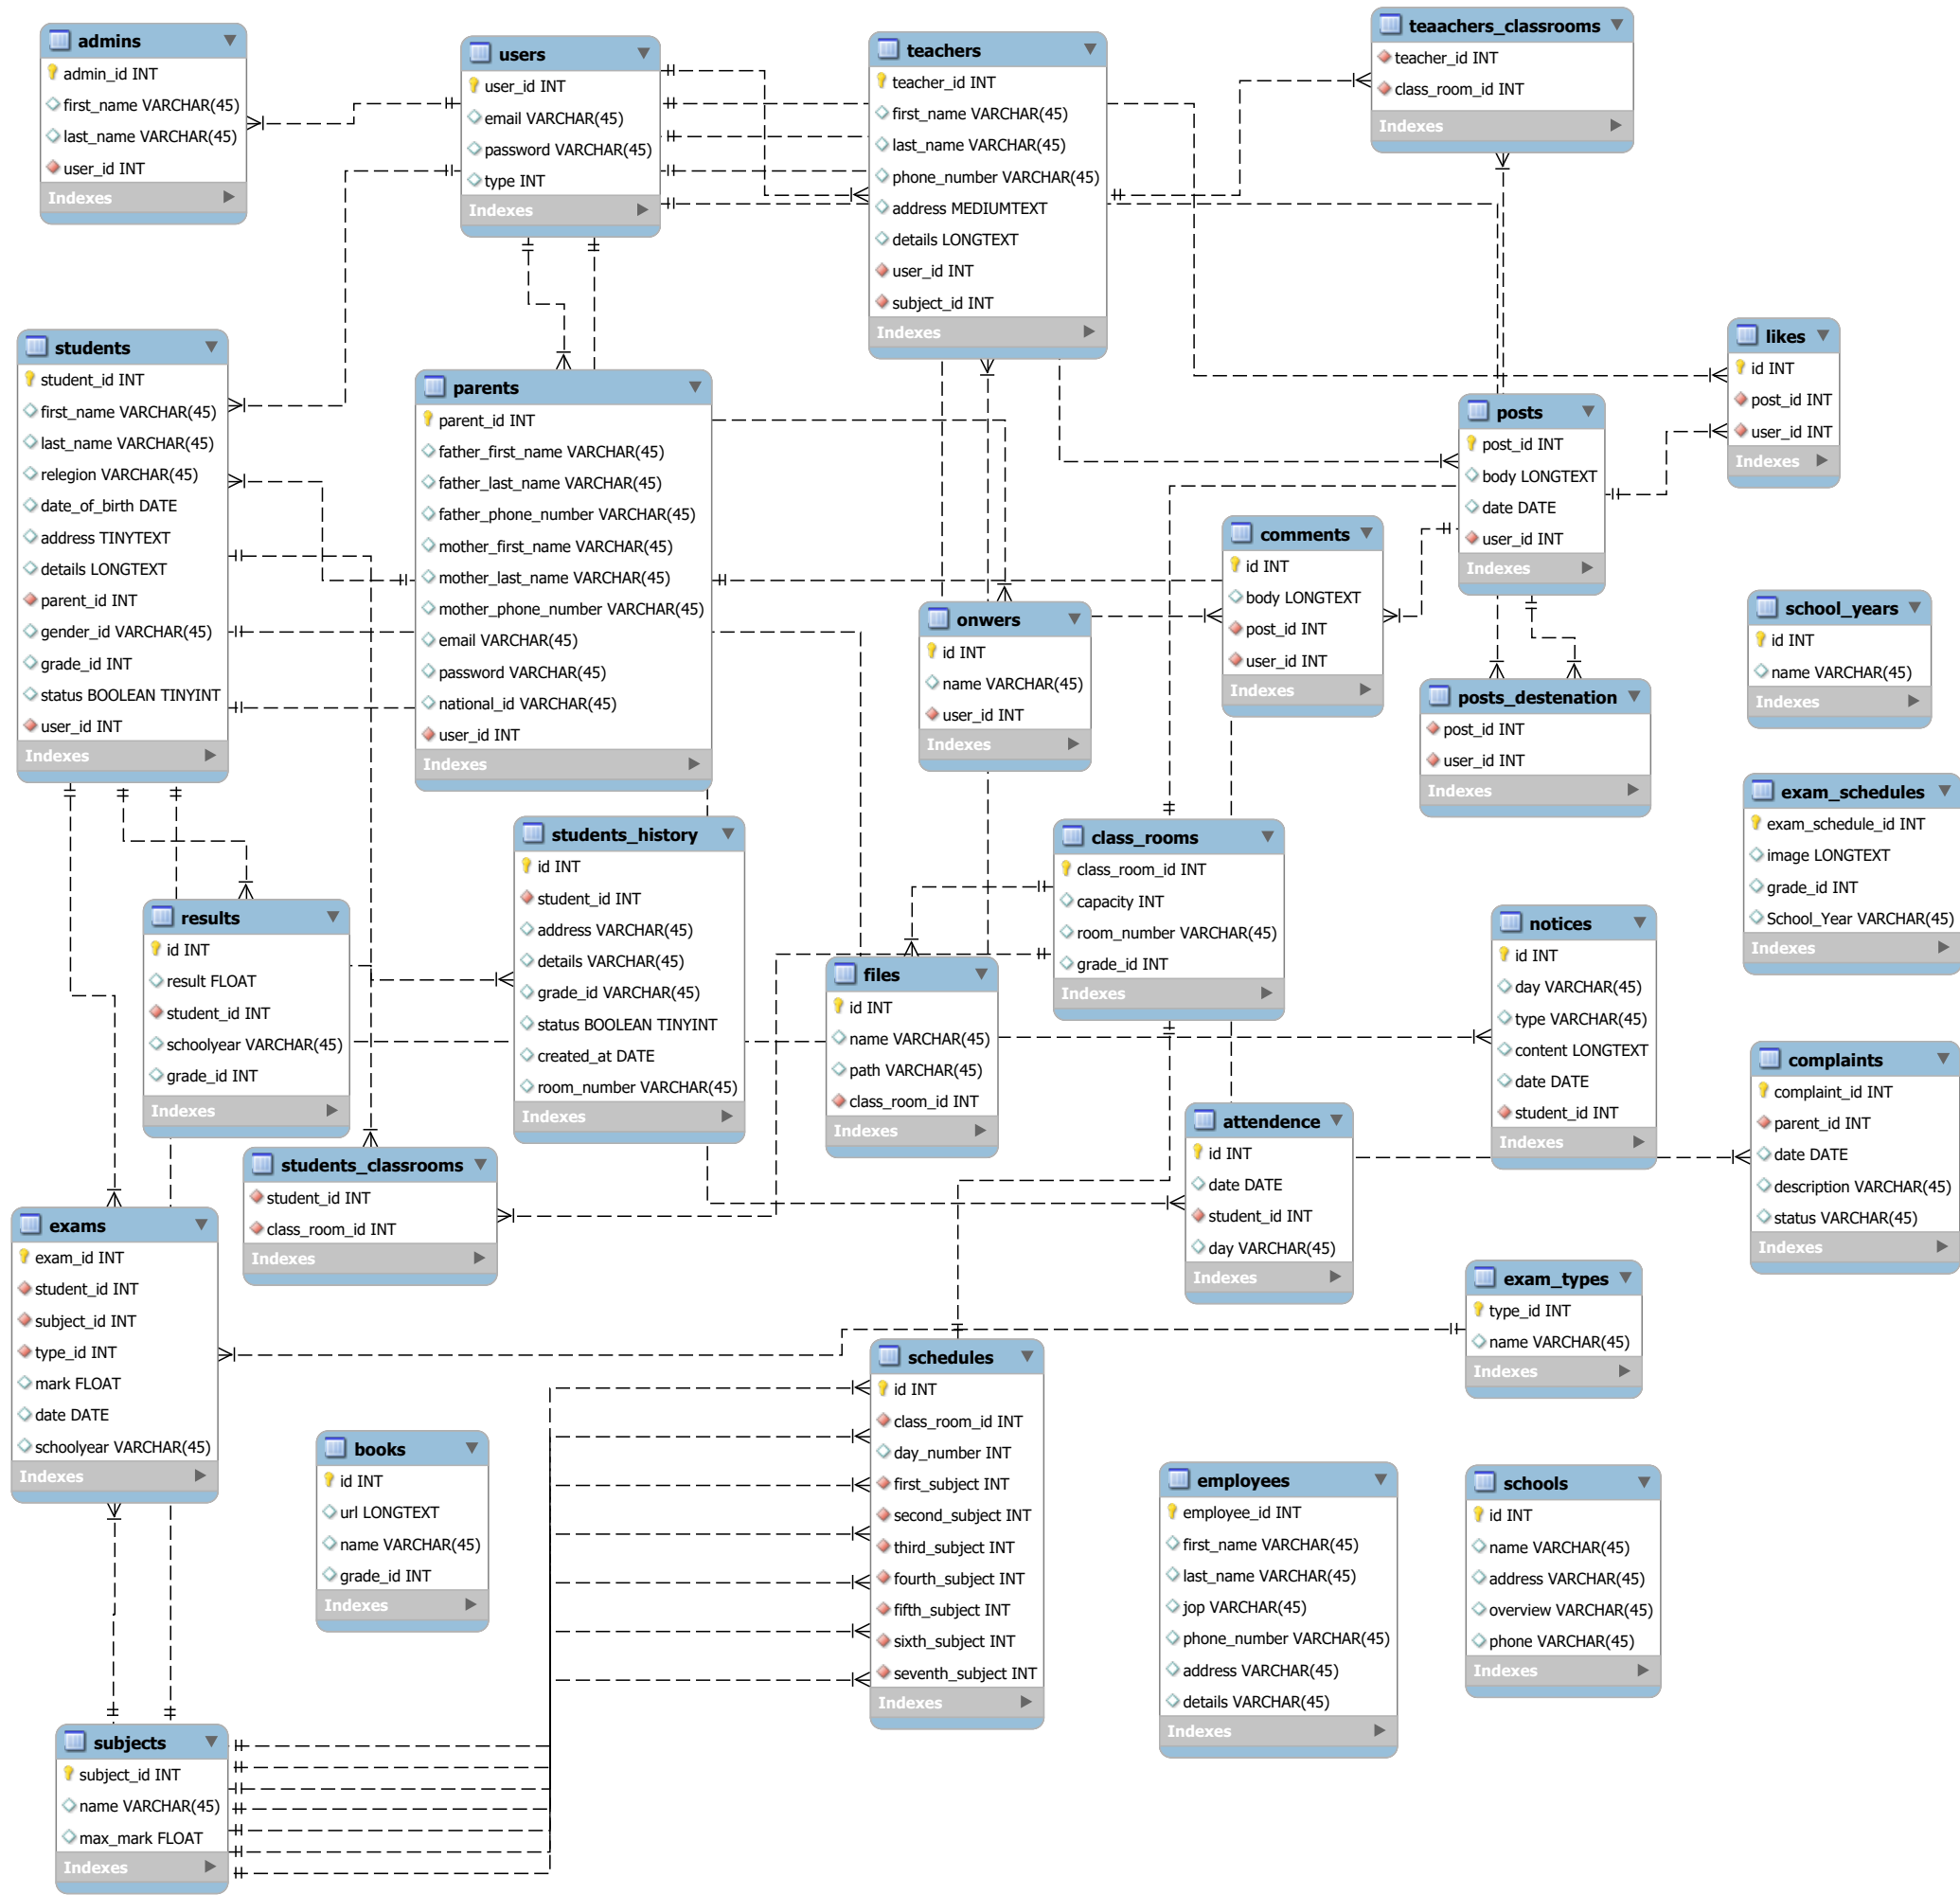 admins
admin_id INT
first_name VARCHAR(45)
last_name VARCHAR(45)
user_id INT
Indexes
users
user_id INT
email VARCHAR(45)
password VARCHAR(45)
type INT
Indexes
teachers
teacher_id INT
first_name VARCHAR(45)
last_name VARCHAR(45)
phone_number VARCHAR(45)
address MEDIUMTEXT
details LONGTEXT
user_id INT
subject_id INT
Indexes
teaachers_classrooms
teacher_id INT
class_room_id INT
Indexes
students
student_id INT
first_name VARCHAR(45)
last_name VARCHAR(45)
relegion VARCHAR(45)
date_of_birth DATE
address TINYTEXT
details LONGTEXT
parent_id INT
gender_id VARCHAR(45)
grade_id INT
status BOOLEAN TINYINT
user_id INT
Indexes
parents
parent_id INT
father_first_name VARCHAR(45)
father_last_name VARCHAR(45)
father_phone_number VARCHAR(45)
mother_first_name VARCHAR(45)
mother_last_name VARCHAR(45)
mother_phone_number VARCHAR(45)
email VARCHAR(45)
password VARCHAR(45)
national_id VARCHAR(45)
user_id INT
Indexes
likes
id INT
post_id INT
user_id INT
Indexes
posts
post_id INT
body LONGTEXT
date DATE
user_id INT
Indexes
comments
id INT
body LONGTEXT
post_id INT
user_id INT
Indexes
onwers
id INT
name VARCHAR(45)
user_id INT
Indexes
school_years
id INT
name VARCHAR(45)
Indexes
posts_destenation
post_id INT
user_id INT
Indexes
exam_schedules
exam_schedule_id INT
image LONGTEXT
grade_id INT
School_Year VARCHAR(45)
Indexes
students_history
id INT
student_id INT
address VARCHAR(45)
details VARCHAR(45)
grade_id VARCHAR(45)
status BOOLEAN TINYINT
created_at DATE
room_number VARCHAR(45)
Indexes
class_rooms
class_room_id INT
capacity INT
room_number VARCHAR(45)
grade_id INT
Indexes
results
id INT
result FLOAT
student_id INT
schoolyear VARCHAR(45)
grade_id INT
Indexes
files
id INT
name VARCHAR(45)
path VARCHAR(45)
class_room_id INT
Indexes
notices
id INT
day VARCHAR(45)
type VARCHAR(45)
content LONGTEXT
date DATE
student_id INT
Indexes
complaints
complaint_id INT
parent_id INT
date DATE
description VARCHAR(45)
status VARCHAR(45)
Indexes
attendence
id INT
date DATE
student_id INT
day VARCHAR(45)
Indexes
students_classrooms
student_id INT
class_room_id INT
Indexes
exams
exam_id INT
student_id INT
subject_id INT
type_id INT
mark FLOAT
date DATE
schoolyear VARCHAR(45)
Indexes
exam_types
type_id INT
name VARCHAR(45)
Indexes
schedules
id INT
class_room_id INT
day_number INT
first_subject INT
second_subject INT
third_subject INT
fourth_subject INT
fifth_subject INT
sixth_subject INT
seventh_subject INT
Indexes
books
id INT
url LONGTEXT
name VARCHAR(45)
grade_id INT
Indexes
employees
employee_id INT
first_name VARCHAR(45)
last_name VARCHAR(45)
jop VARCHAR(45)
phone_number VARCHAR(45)
address VARCHAR(45)
details VARCHAR(45)
Indexes
schools
id INT
name VARCHAR(45)
address VARCHAR(45)
overview VARCHAR(45)
phone VARCHAR(45)
Indexes
subjects
subject_id INT
name VARCHAR(45)
max_mark FLOAT
Indexes